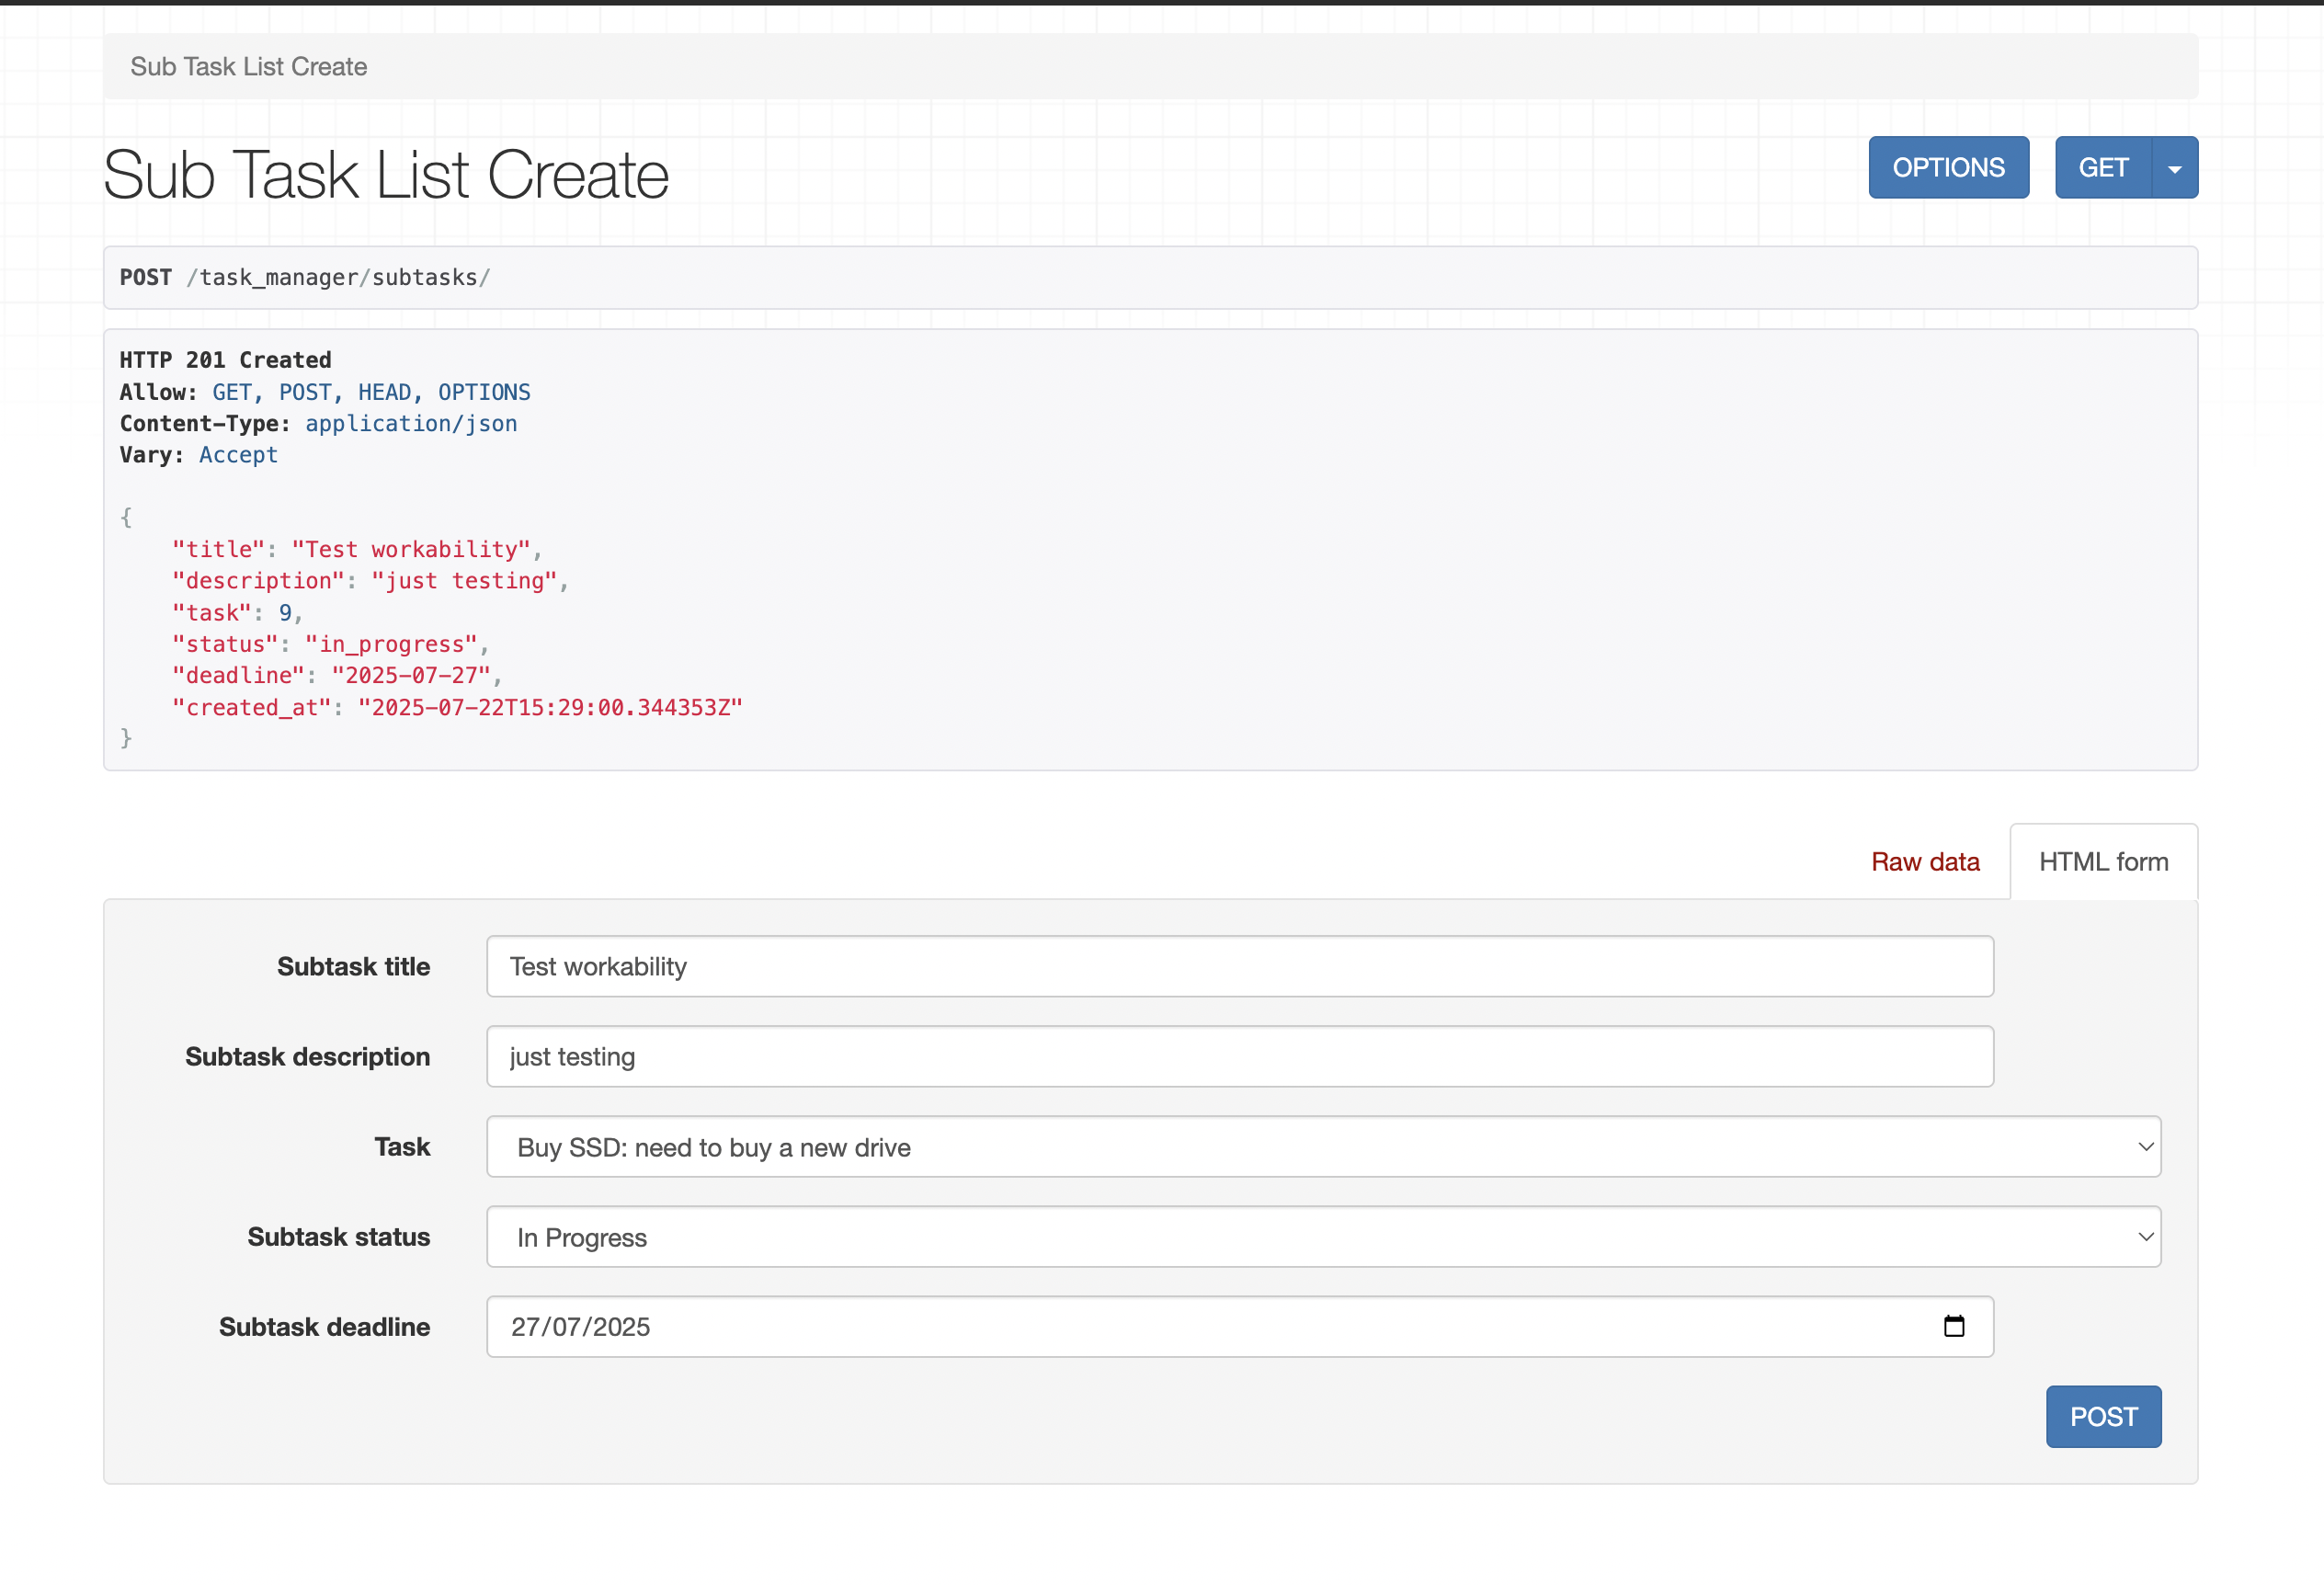 Sub Task List Create
Sub Task List Create
OPTIONS
GET
POST /task_manager/subtasks/
HTTP 201 Created
Allow: GET, POST, HEAD, OPTIONS
Content-Type: application/json
Vary: Accept
{
    "title": "Test workability",
    "description": "just testing",
    "task": 9,
    "status": "in_progress",
    "deadline": "2025-07-27",
    "created_at": "2025-07-22T15:29:00.344353Z"
}
Raw data
HTML form
Subtask title Test workability
Subtask description just testing
Task Buy SSD: need to buy a new drive
Subtask status In Progress
Subtask deadline 27/07/2025
POST